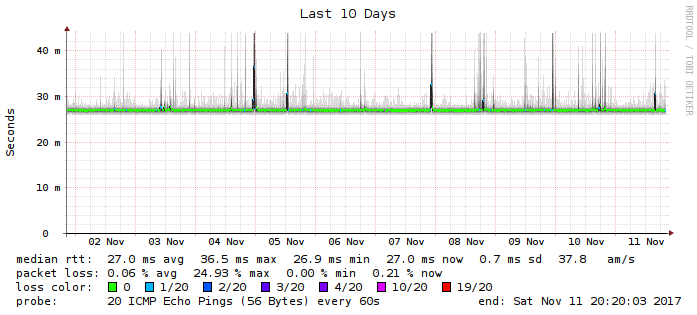 Last 10 Days
RRDTOOL / TOBI OETIKER
Seconds
40 m
30 m
20 m
10 m
0
02 Nov 03 Nov 04 Nov 05 Nov 06 Nov 07 Nov 08 Nov 09 Nov 10 Nov 11 Nov
median rtt: 27.0 ms avg 36.5 ms max 26.9 ms min 27.0 ms now 0.7 ms sd 37.8 am/s
packet loss: 0.06 % avg 24.93 % max 0.00 % min 0.21 % now
loss color: 0 1/20 2/20 3/20 4/20 10/20 19/20
probe: 20 ICMP Echo Pings (56 Bytes) every 60s end: Sat Nov 11 20:20:03 2017